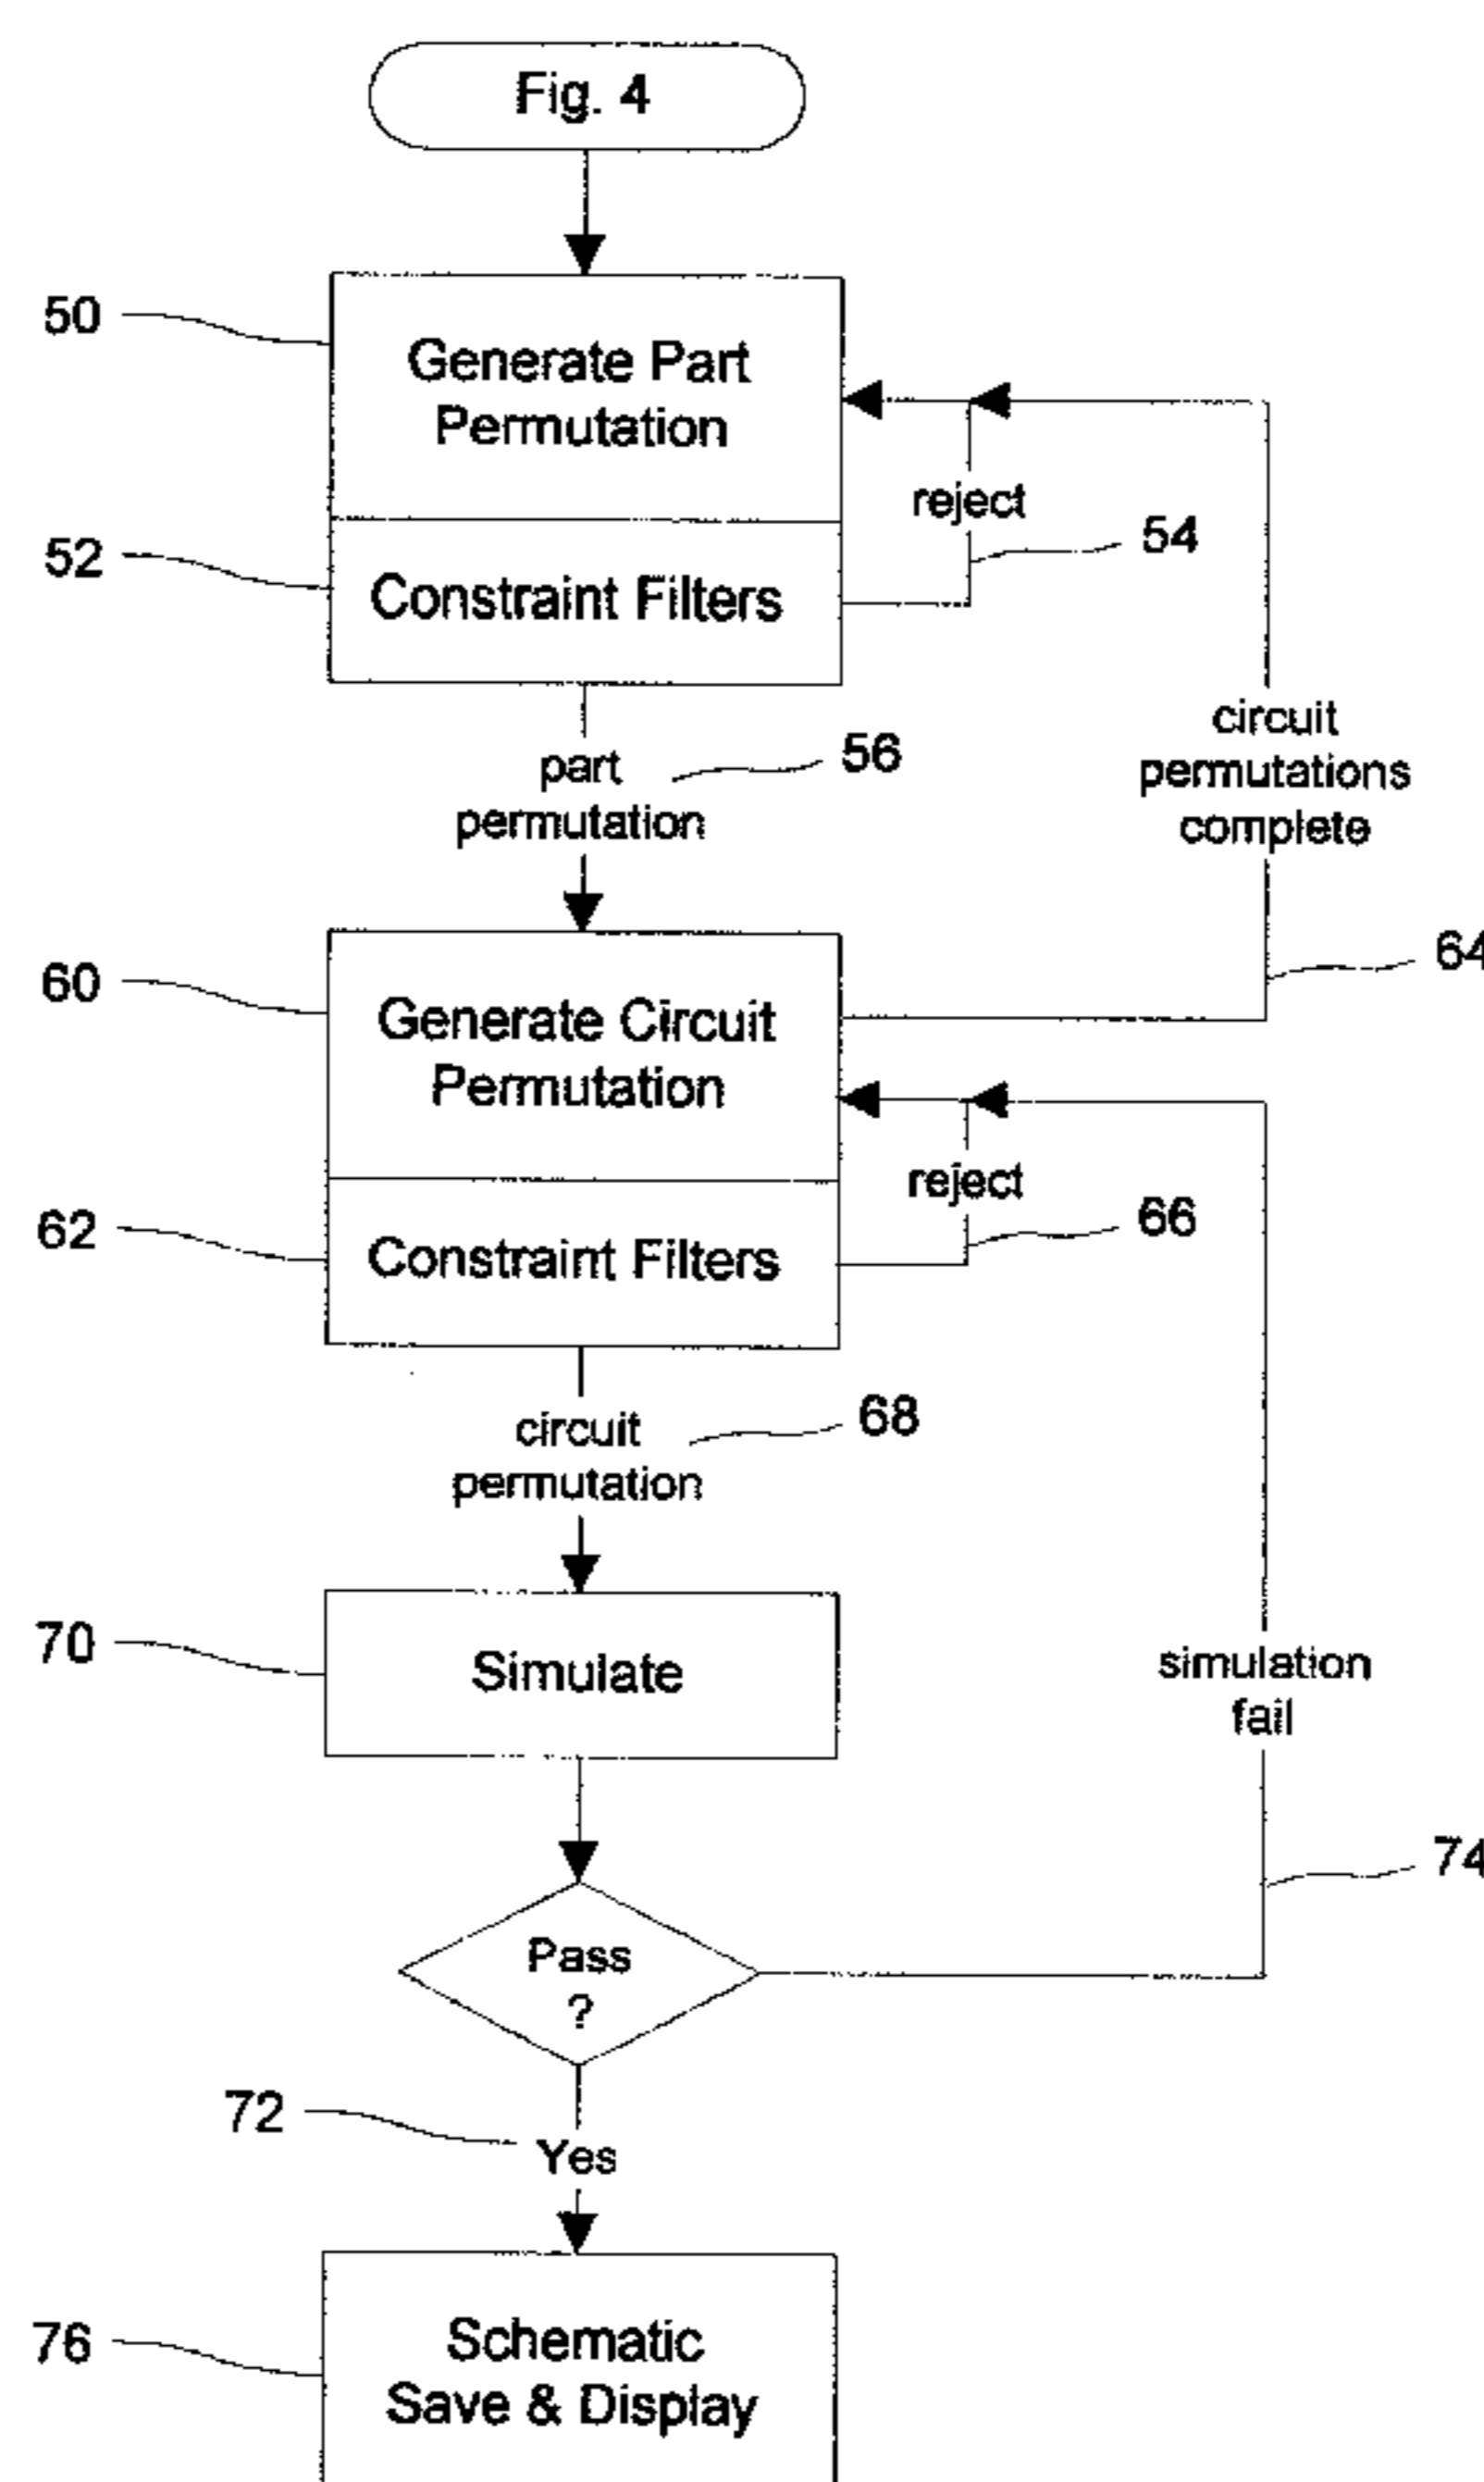 Fig. 4
50
Generate Part
Permutation
reject
54
52
Constraint Filters
circuit
permutations
complete
part
permutation
56
64
60
Generate Circuit
Permutation
reject
66
62
Constraint Filters
circuit
permutation
68
70
Simulate
simulation
fail
74
Pass
?
72
Yes
76
Schematic
Save & Display